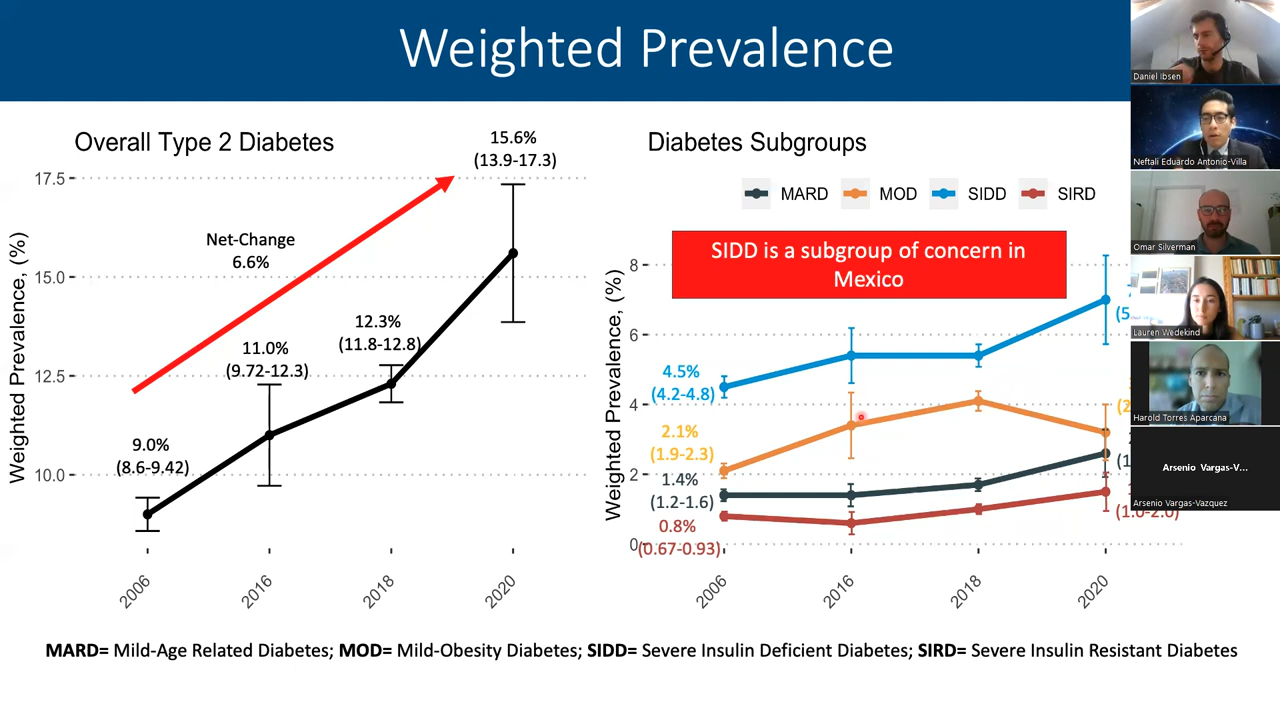 Weighted Prevalence
Overall Type 2 Diabetes
15.6%
(13.9-17.3)
17.5
Net-Change
6.6%
15.0
12.3%
(11.8-12.8)
11.0%
(9.72-12.3)
12.5
9.0%
(8.6-9.42)
10.0
Weighted Prevalence, (%)
2006
2016
2018
2020
Diabetes Subgroups
MARD
MOD
SIDD
SIRD
SIDD is a subgroup of concern in
Mexico
8
6
4.5%
(4.2-4.8)
4
2.1%
(1.9-2.3)
2
1.4%
(1.2-1.6)
0.8%
(0.67-0.93)
0
(5
(2
(1
(1.0-2.0)
Weighted Prevalence, (%)
2006
2016
2018
2020
MARD= Mild-Age Related Diabetes; MOD= Mild-Obesity Diabetes; SIDD= Severe Insulin Deficient Diabetes; SIRD= Severe Insulin Resistant Diabetes
Daniel Ibsen
Neftali Eduardo Antonio-Villa
Omar Silverman
Lauren Wedekind
Harold Torres Aparcana
Arsenio Vargas-V...
Arsenio Vargas-Vazquez